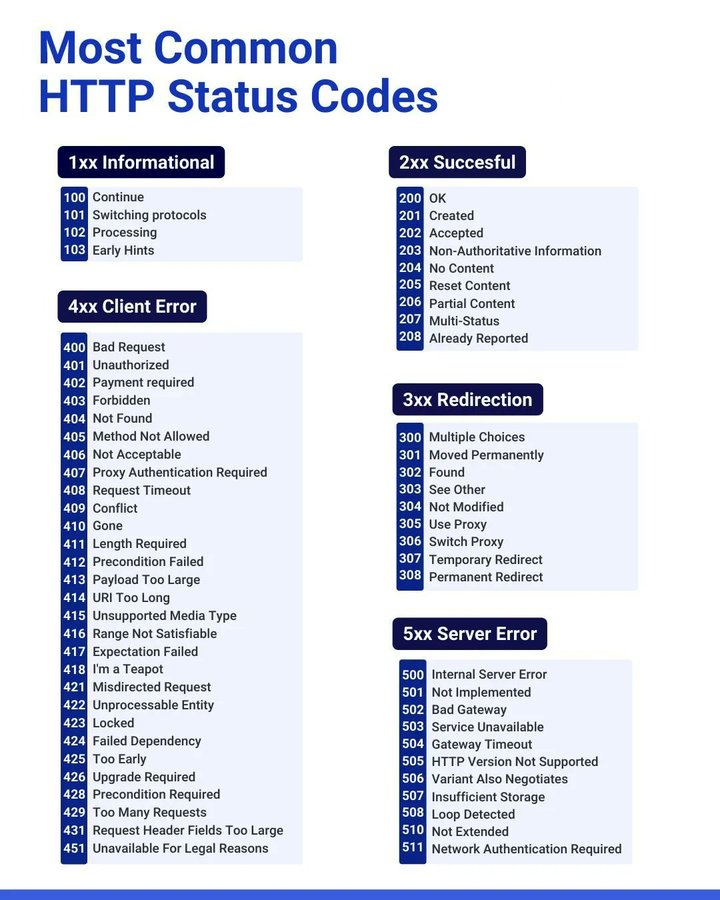 Most Common
HTTP Status Codes
1xx Informational
100 Continue
101 Switching protocols
102 Processing
103 Early Hints
4xx Client Error
400 Bad Request
401 Unauthorized
402 Payment required
403 Forbidden
404 Not Found
405 Method Not Allowed
406 Not Acceptable
407 Proxy Authentication Required
408 Request Timeout
409 Conflict
410 Gone
411 Length Required
412 Precondition Failed
413 Payload Too Large
414 URI Too Long
415 Unsupported Media Type
416 Range Not Satisfiable
417 Expectation Failed
418 I'm a Teapot
421 Misdirected Request
422 Unprocessable Entity
423 Locked
424 Failed Dependency
425 Too Early
426 Upgrade Required
428 Precondition Required
429 Too Many Requests
431 Request Header Fields Too Large
451 Unavailable For Legal Reasons
2xx Succesful
200 OK
201 Created
202 Accepted
203 Non-Authoritative Information
204 No Content
205 Reset Content
206 Partial Content
207 Multi-Status
208 Already Reported
3xx Redirection
300 Multiple Choices
301 Moved Permanently
302 Found
303 See Other
304 Not Modified
305 Use Proxy
306 Switch Proxy
307 Temporary Redirect
308 Permanent Redirect
5xx Server Error
500 Internal Server Error
501 Not Implemented
502 Bad Gateway
503 Service Unavailable
504 Gateway Timeout
505 HTTP Version Not Supported
506 Variant Also Negotiates
507 Insufficient Storage
508 Loop Detected
510 Not Extended
511 Network Authentication Required